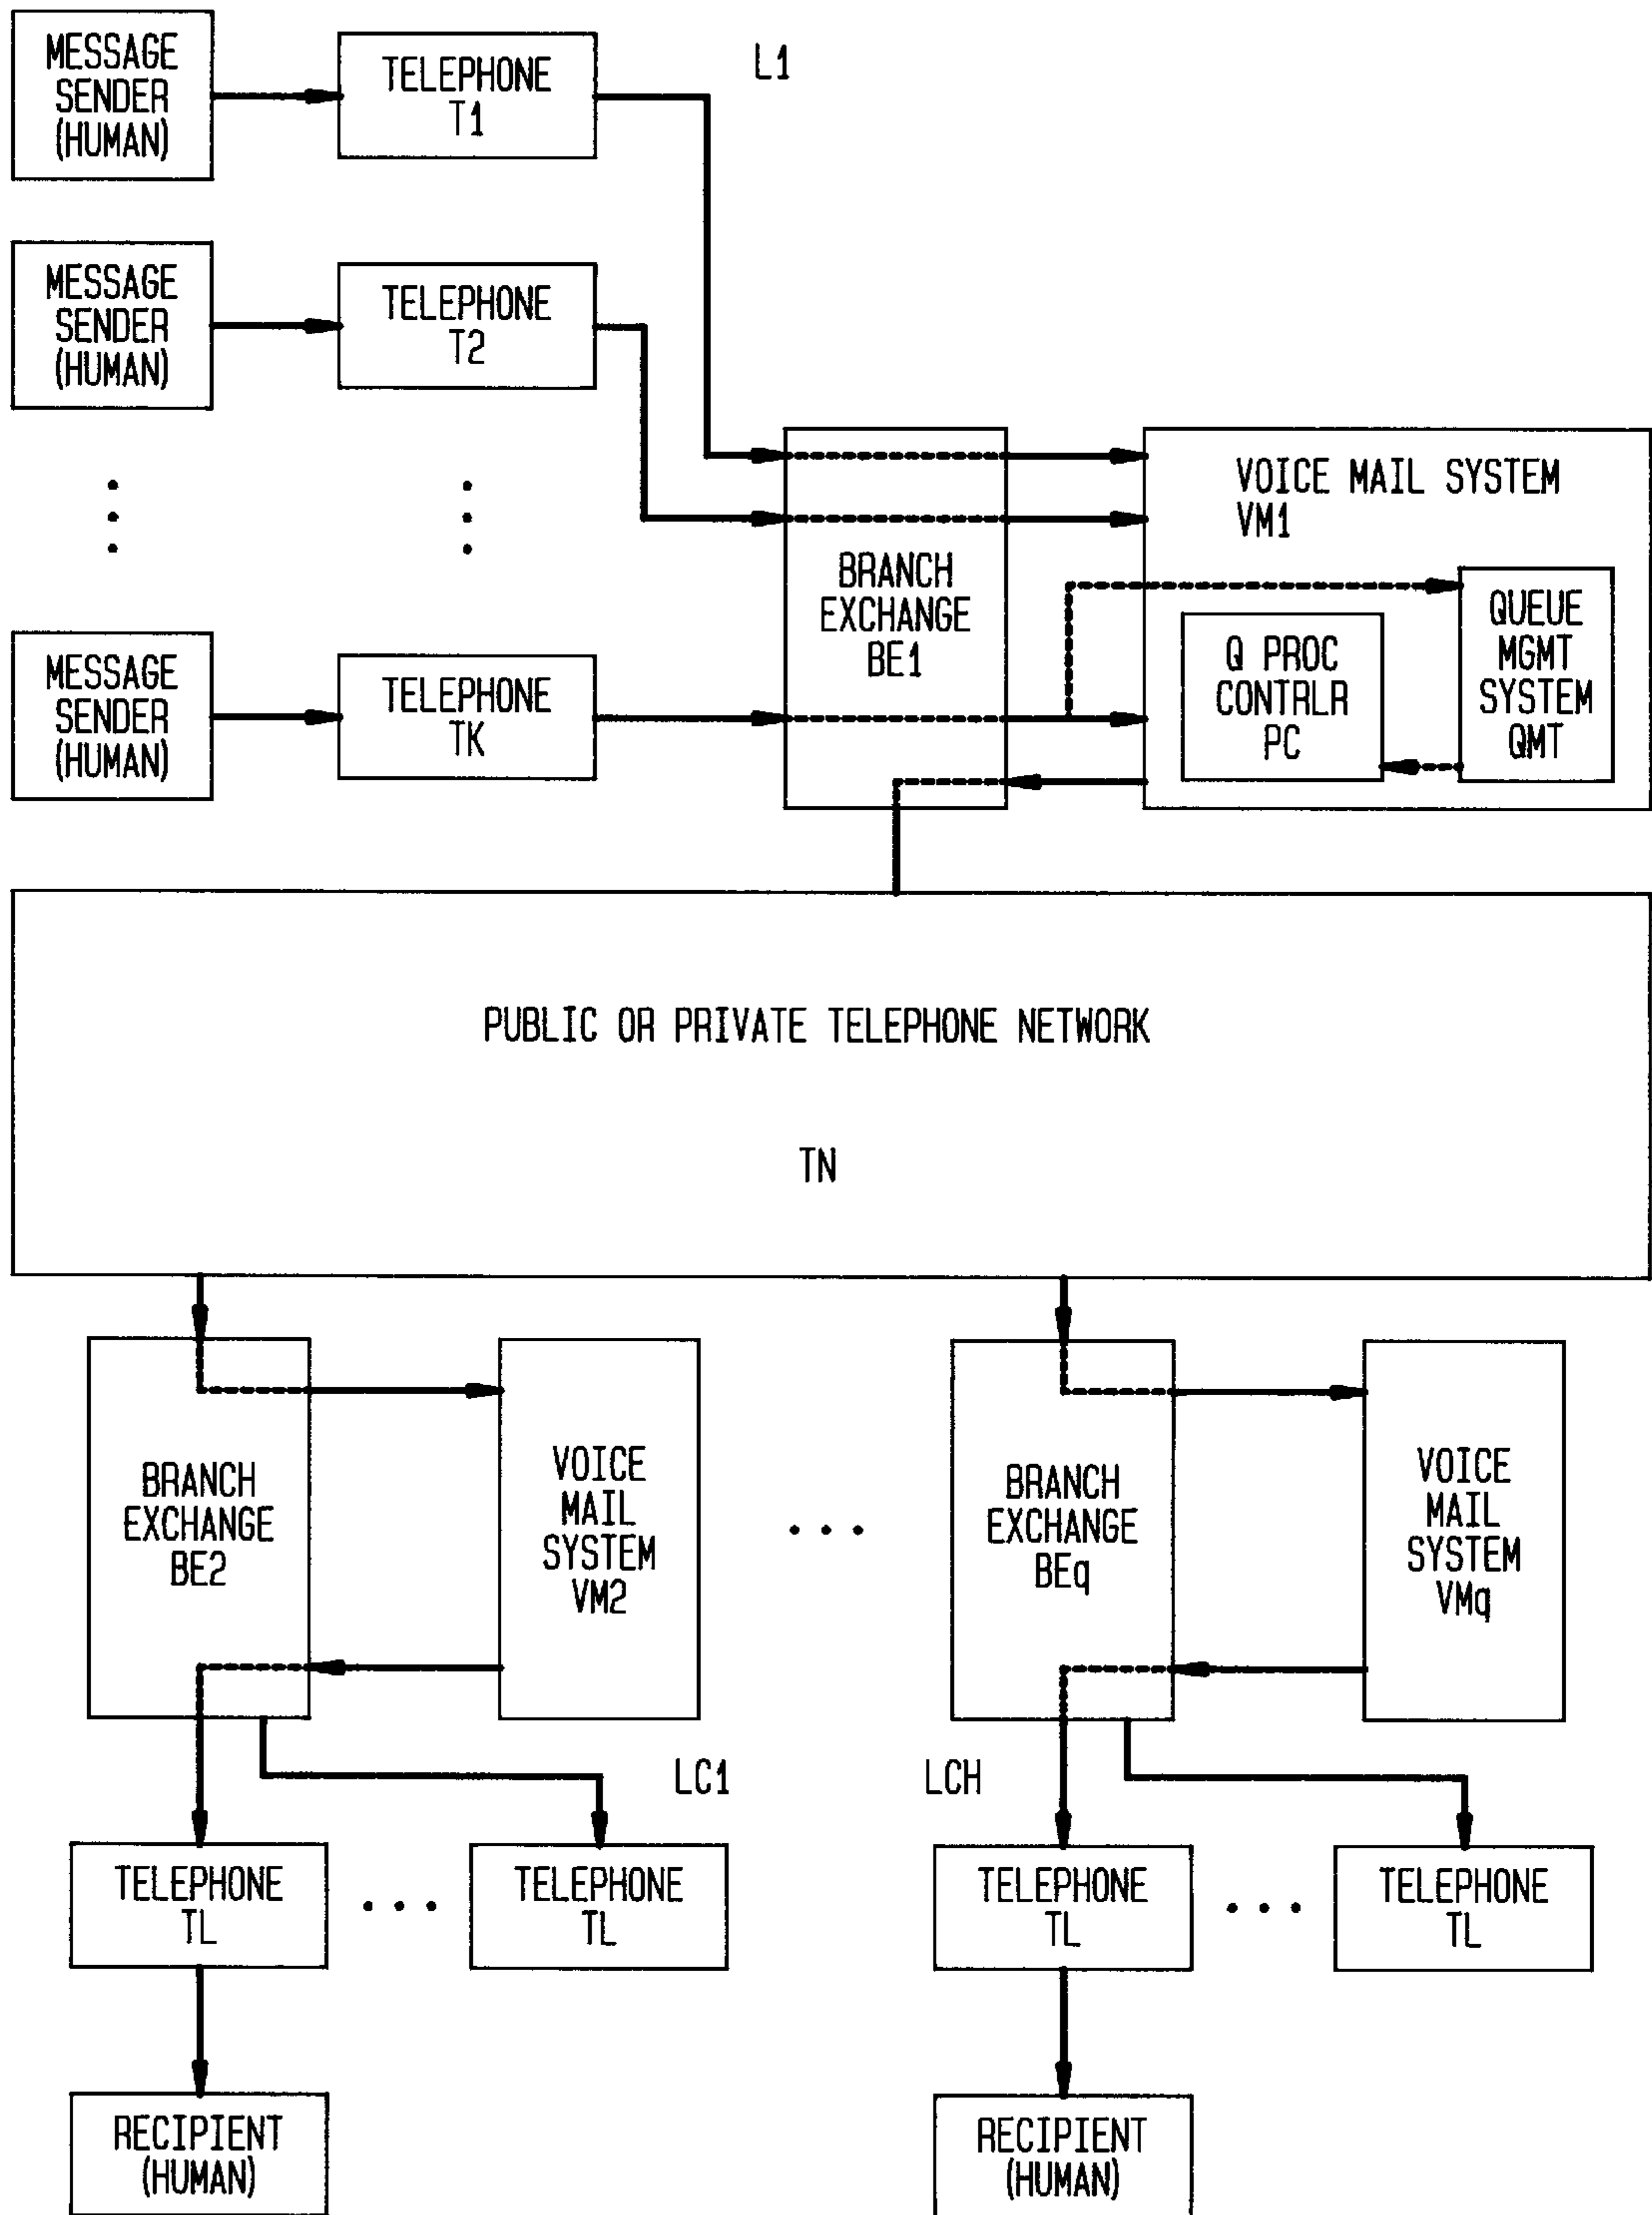 MESSAGE
SENDER
(HUMAN)
TELEPHONE
T1
L1
MESSAGE
SENDER
(HUMAN)
TELEPHONE
T2
MESSAGE
SENDER
(HUMAN)
TELEPHONE
TK
BRANCH
EXCHANGE
BE1
VOICE MAIL SYSTEM
VM1
Q PROC
CONTRLR
PC
QUEUE
MGMT
SYSTEM
QMT
PUBLIC OR PRIVATE TELEPHONE NETWORK
TN
BRANCH
EXCHANGE
BE2
VOICE
MAIL
SYSTEM
VM2
BRANCH
EXCHANGE
BEq
VOICE
MAIL
SYSTEM
VMq
LC1
LCH
TELEPHONE
TL
TELEPHONE
TL
TELEPHONE
TL
TELEPHONE
TL
RECIPIENT
(HUMAN)
RECIPIENT
(HUMAN)